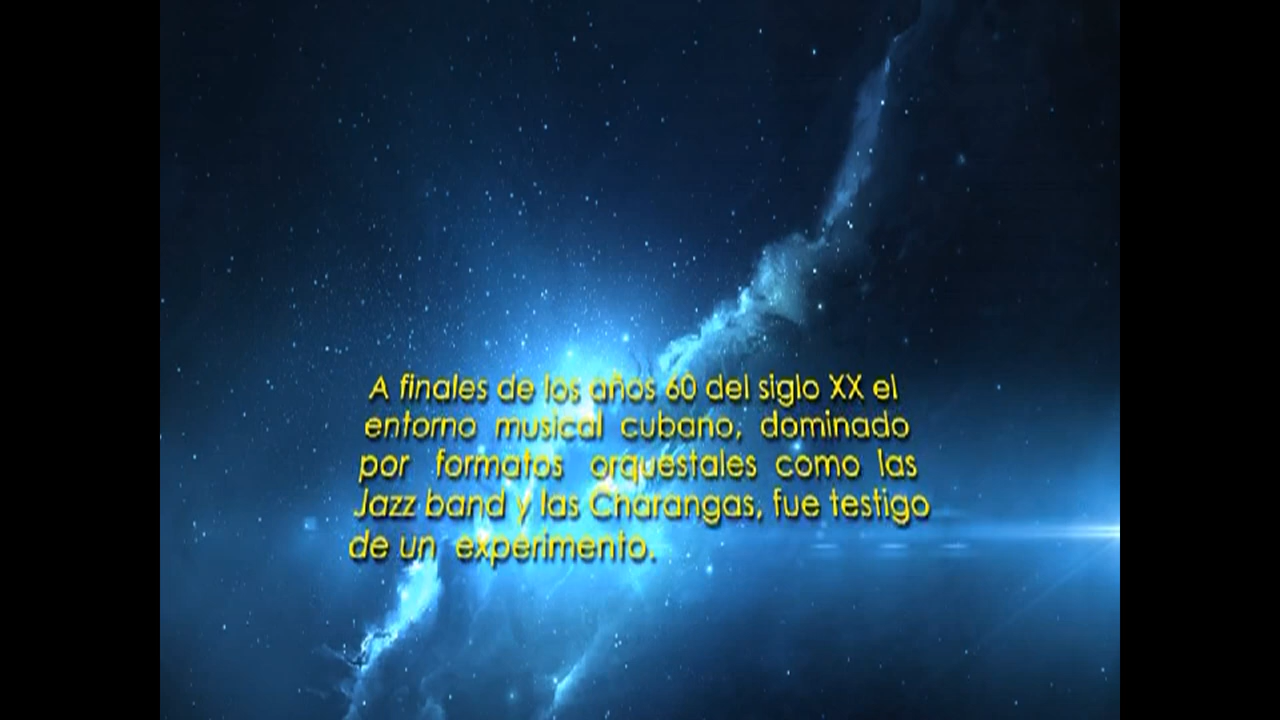 A finales de los años 60 del siglo XX el
entorno musical cubano, dominado
por formatos orquestales como las
Jazz band y las Charangas, fue testigo
de un experimento.